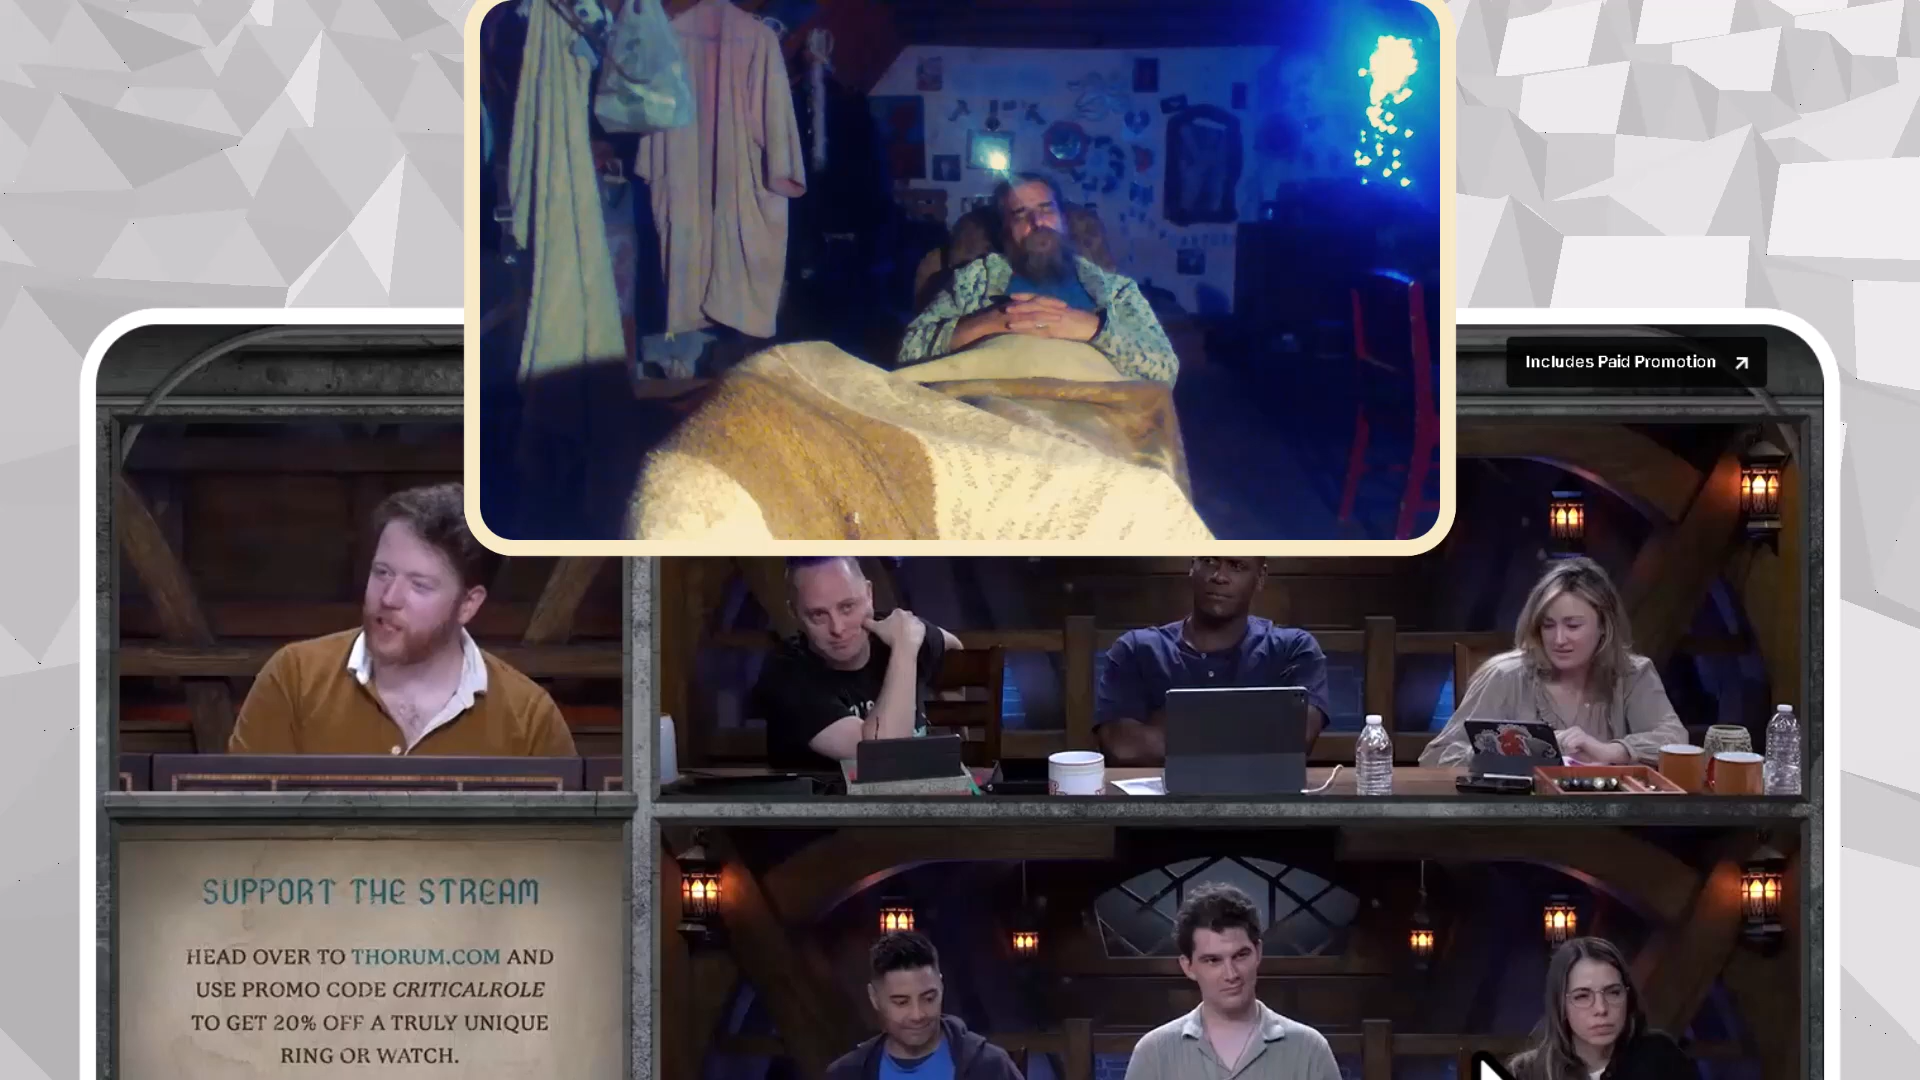 Includes Paid Promotion
SUPPORT THE STREAM
HEAD OVER TO THORUM.COM AND
USE PROMO CODE CRITICALROLE
TO GET 20% OFF A TRULY UNIQUE
RING OR WATCH.